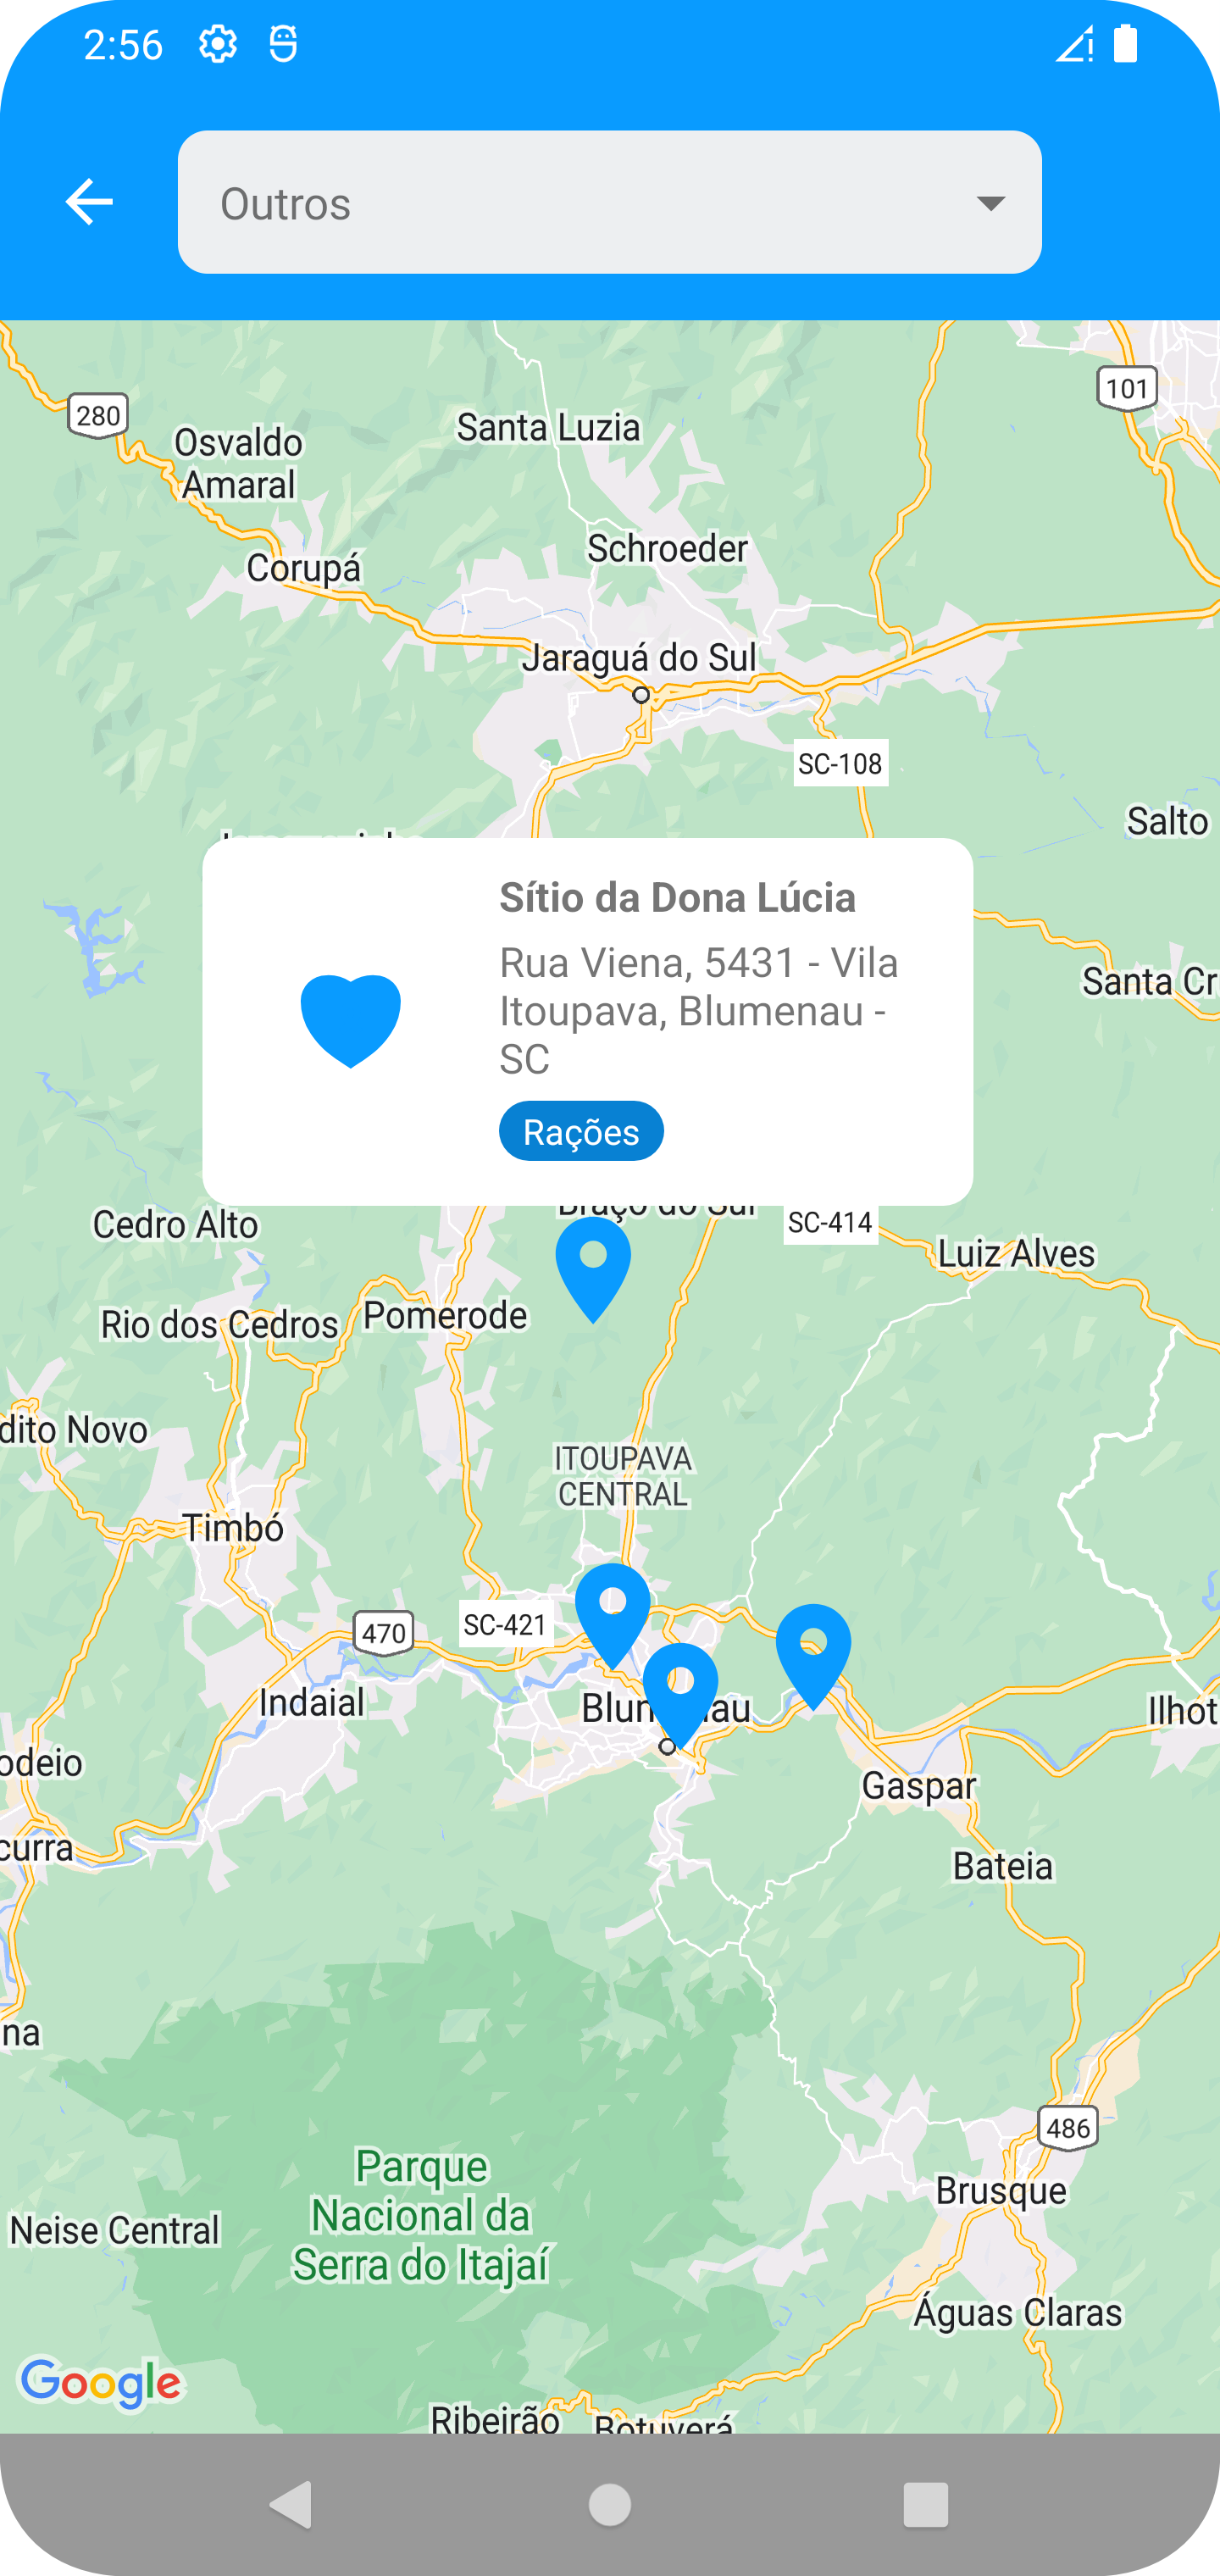 2:56
Outros
280
101
Osvaldo
Amaral
Santa Luzia
Schroeder
Corupá
Jaraguá do Sul
SC-108
Salto
Sítio da Dona Lúcia
Rua Viena, 5431 - Vila
Itoupava, Blumenau -
SC
Rações
Santa Cr
Braço do Sul
SC-414
Cedro Alto
Luiz Alves
Rio dos Cedros
Pomerode
dito Novo
ITOUPAVA
CENTRAL
Timbó
470
SC-421
Indaial
Ilhot
odeio
Gaspar
curra
Bateia
na
486
Parque
Nacional da
Serra do Itajaí
Brusque
Neise Central
Águas Claras
Google
Ribeirão
Botuverá